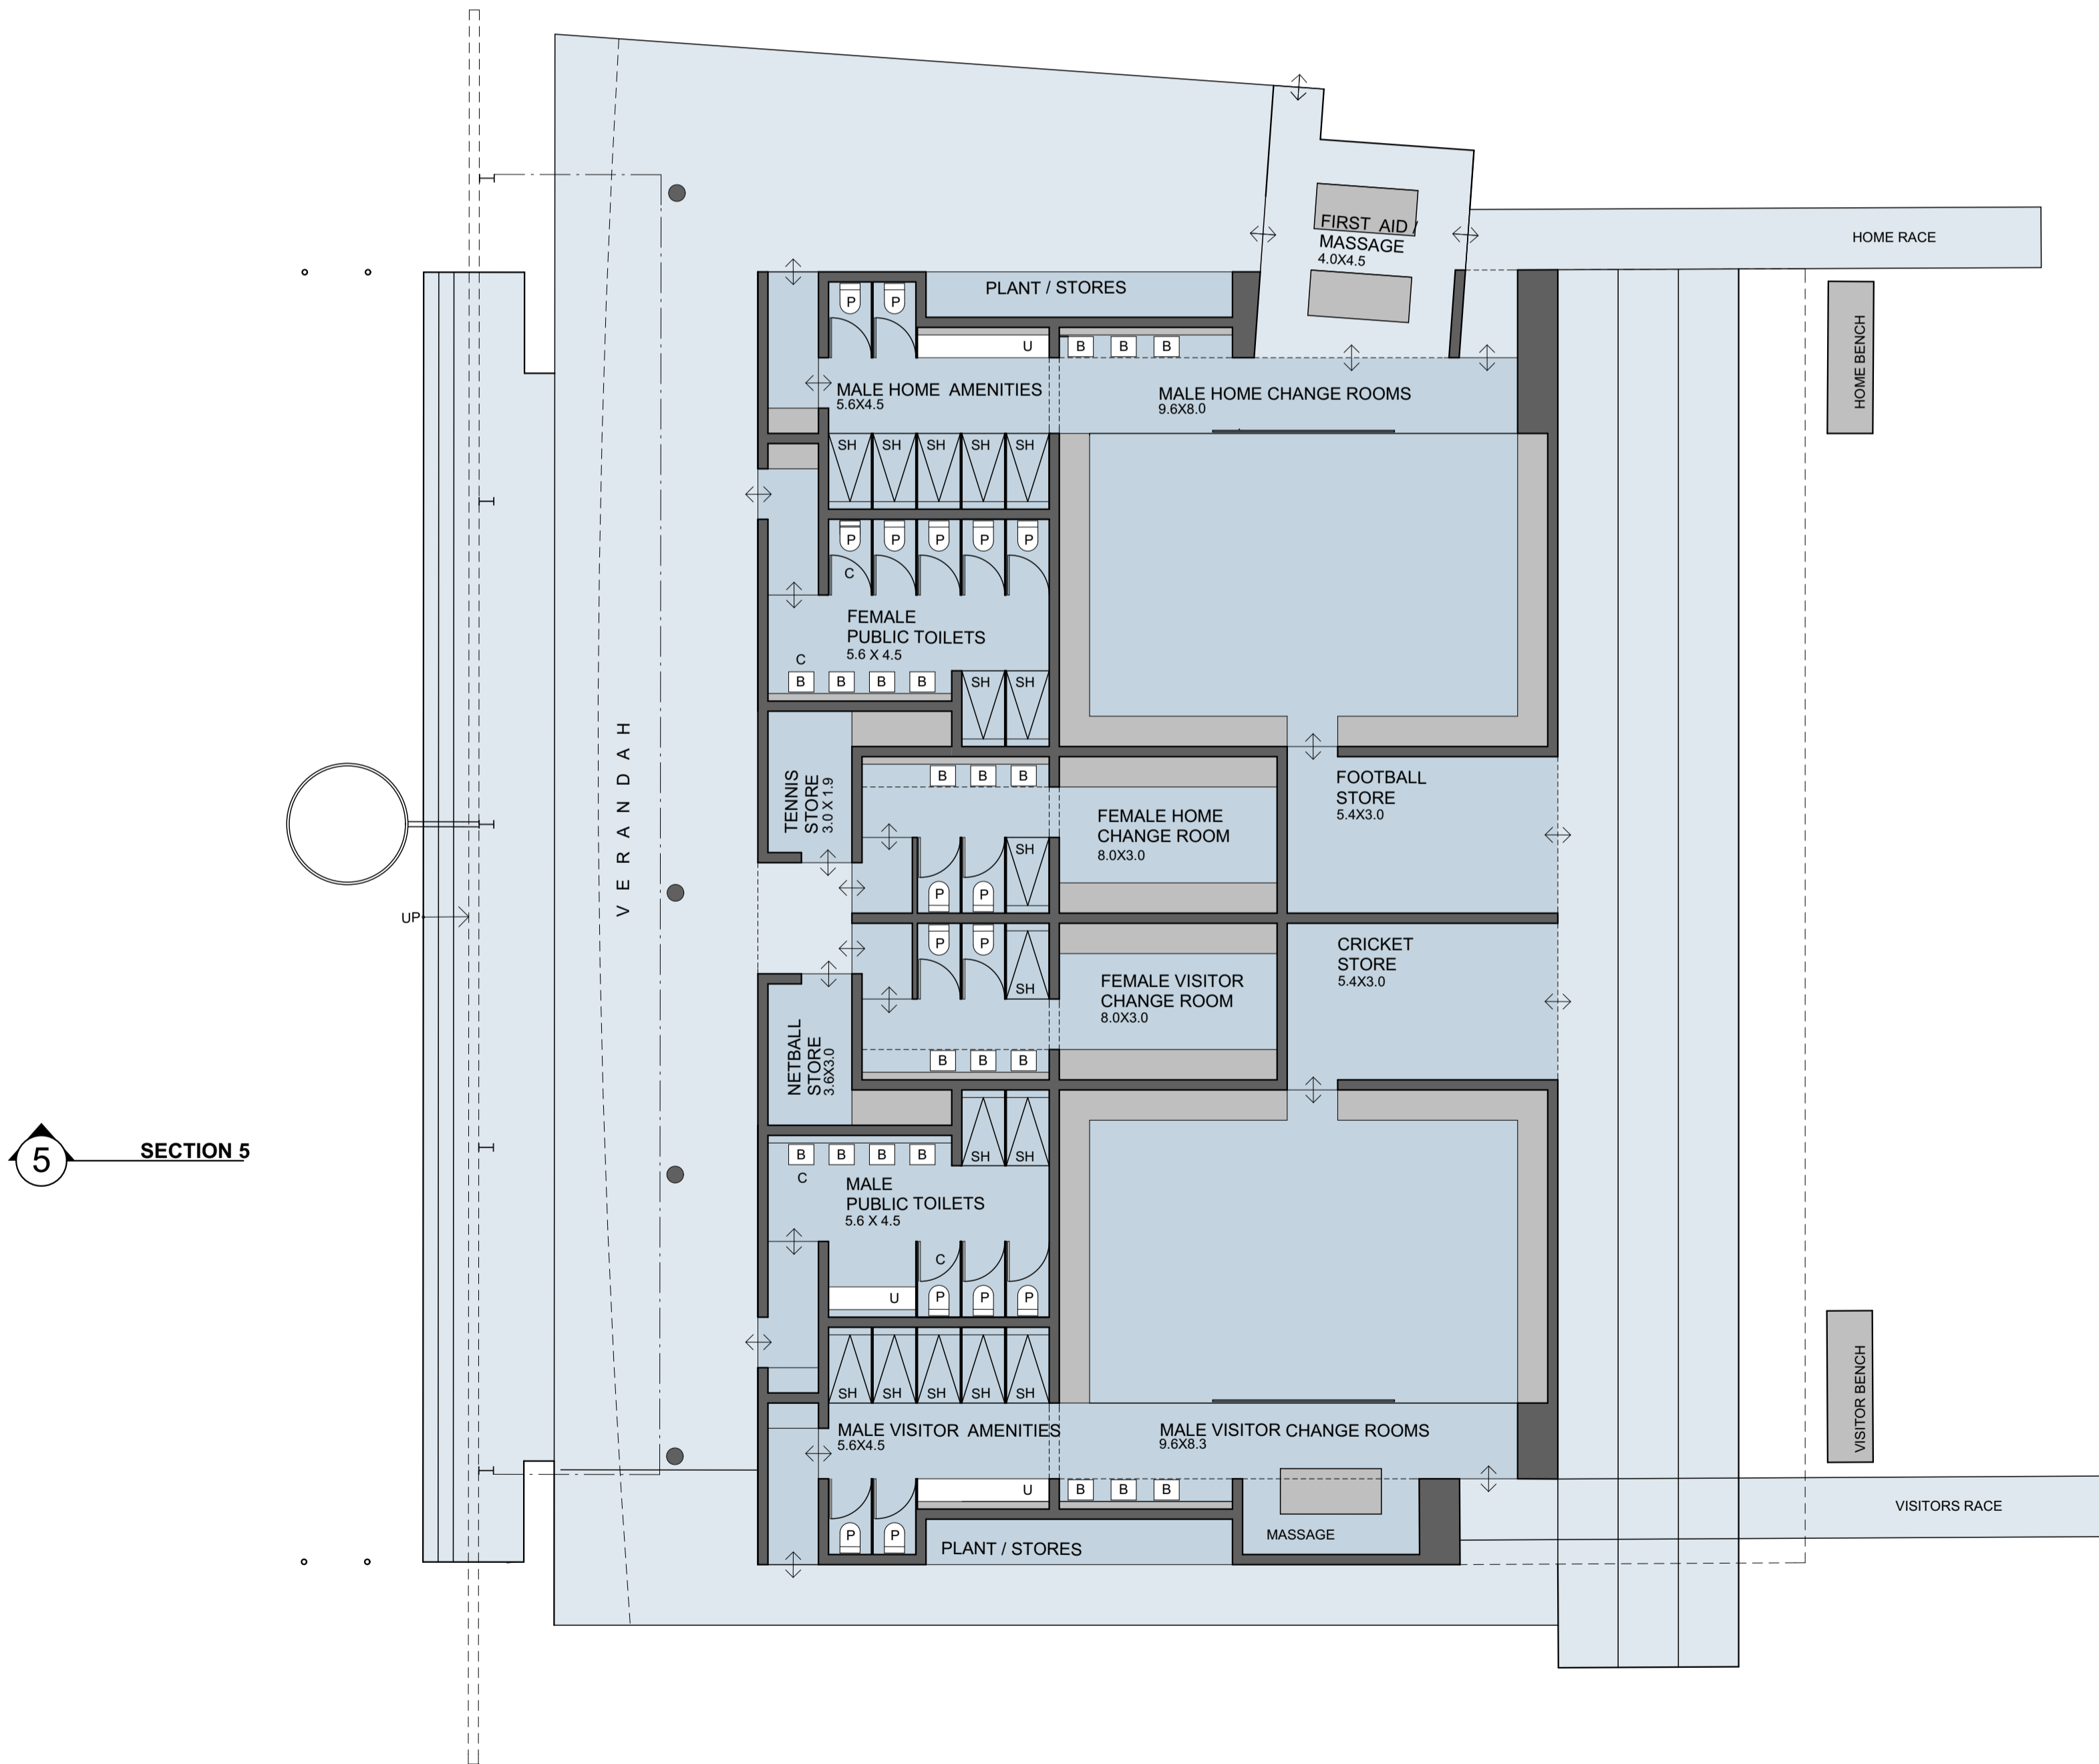 HOME RACE
FIRST AID /
MASSAGE
4.0X4.5
PLANT / STORES
P
P
U
B
B
B
HOME BENCH
MALE HOME AMENITIES
5.6X4.5
MALE HOME CHANGE ROOMS
9.6X8.0
SH
SH
SH
SH
SH
P
P
P
P
P
C
FEMALE
PUBLIC TOILETS
5.6 X 4.5
C
B
B
B
B
SH
SH
VERANDAH
TENNIS
STORE
3.0 X 1.9
B
B
B
FOOTBALL
STORE
5.4X3.0
FEMALE HOME
CHANGE ROOM
8.0X3.0
SH
P
P
UP
P
P
SH
CRICKET
STORE
5.4X3.0
FEMALE VISITOR
CHANGE ROOM
8.0X3.0
NETBALL
STORE
3.6X3.0
B
B
B
5
SECTION 5
B
B
B
B
SH
SH
C
MALE
PUBLIC TOILETS
5.6 X 4.5
C
U
P
P
P
SH
SH
SH
SH
SH
VISITOR BENCH
MALE VISITOR AMENITIES
5.6X4.5
MALE VISITOR CHANGE ROOMS
9.6X8.3
U
B
B
B
VISITORS RACE
P
P
MASSAGE
PLANT / STORES